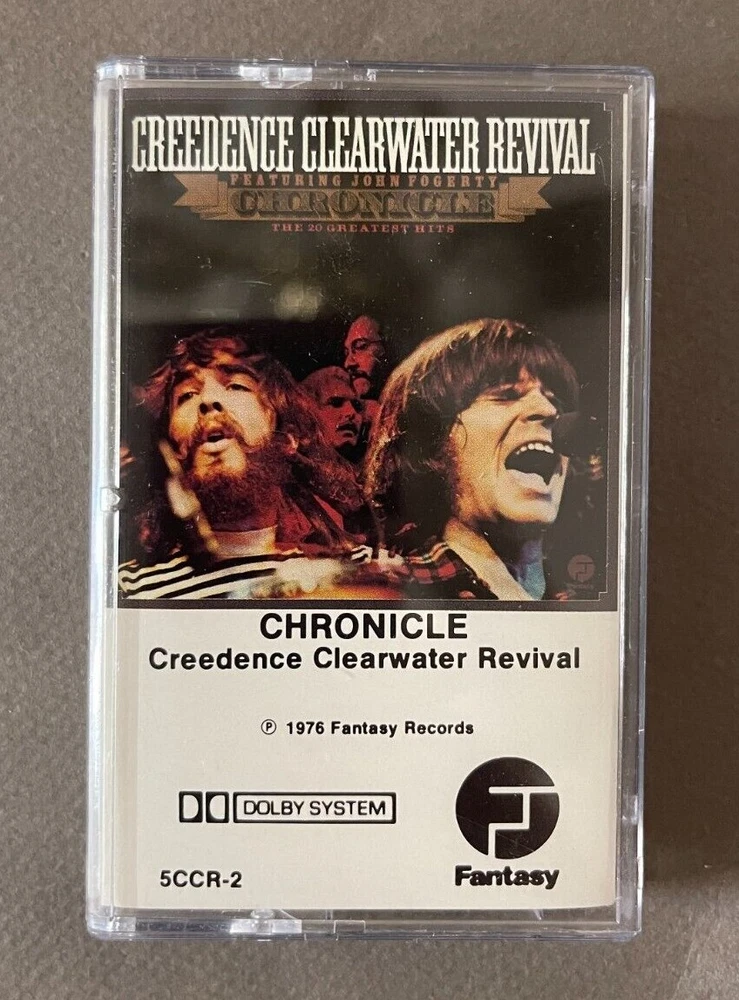 CREEDENCE CLEARWATER REVIVAL
FEATURING JOHN FOGERTY
CHRONICLE
THE 20 GREATEST HITS
CHRONICLE
Creedence Clearwater Revival
℗ 1976 Fantasy Records
DOLBY SYSTEM
5CCR-2
Fantasy